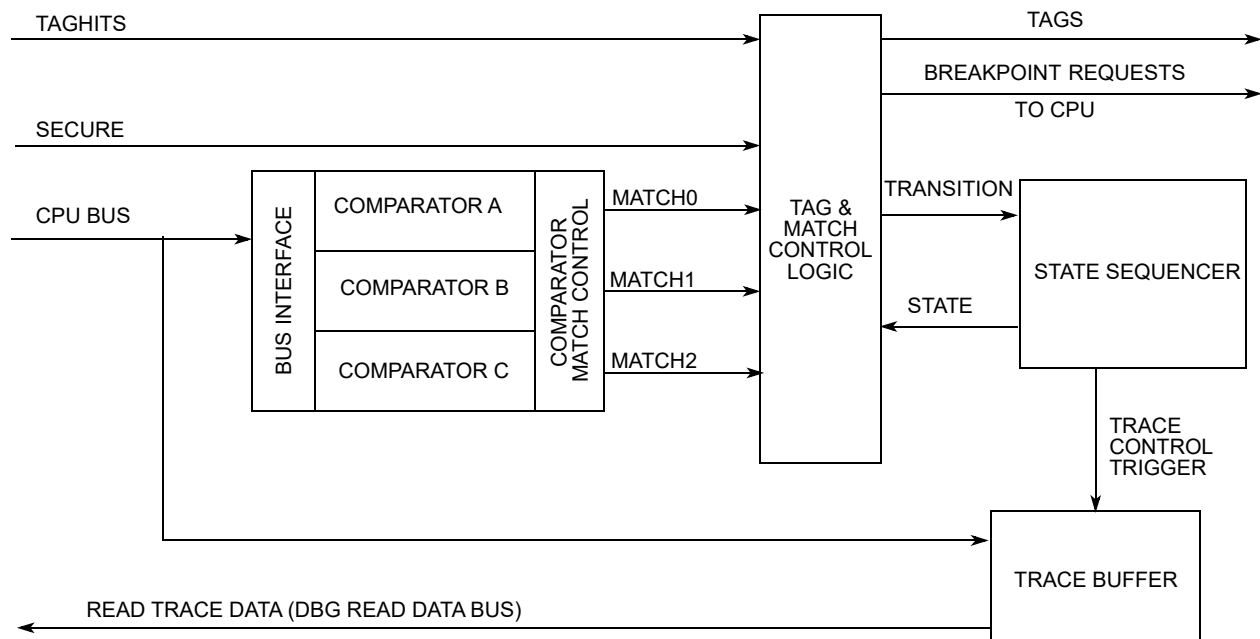 TAGHITS
TAGS
BREAKPOINT REQUESTS
TO CPU
SECURE
CPU BUS
BUS INTERFACE
COMPARATOR A
COMPARATOR B
COMPARATOR C
COMPARATOR
MATCH CONTROL
MATCH0
MATCH1
MATCH2
TAG &
MATCH
CONTROL
LOGIC
TRANSITION
STATE
STATE SEQUENCER
TRACE
CONTROL
TRIGGER
TRACE BUFFER
READ TRACE DATA (DBG READ DATA BUS)